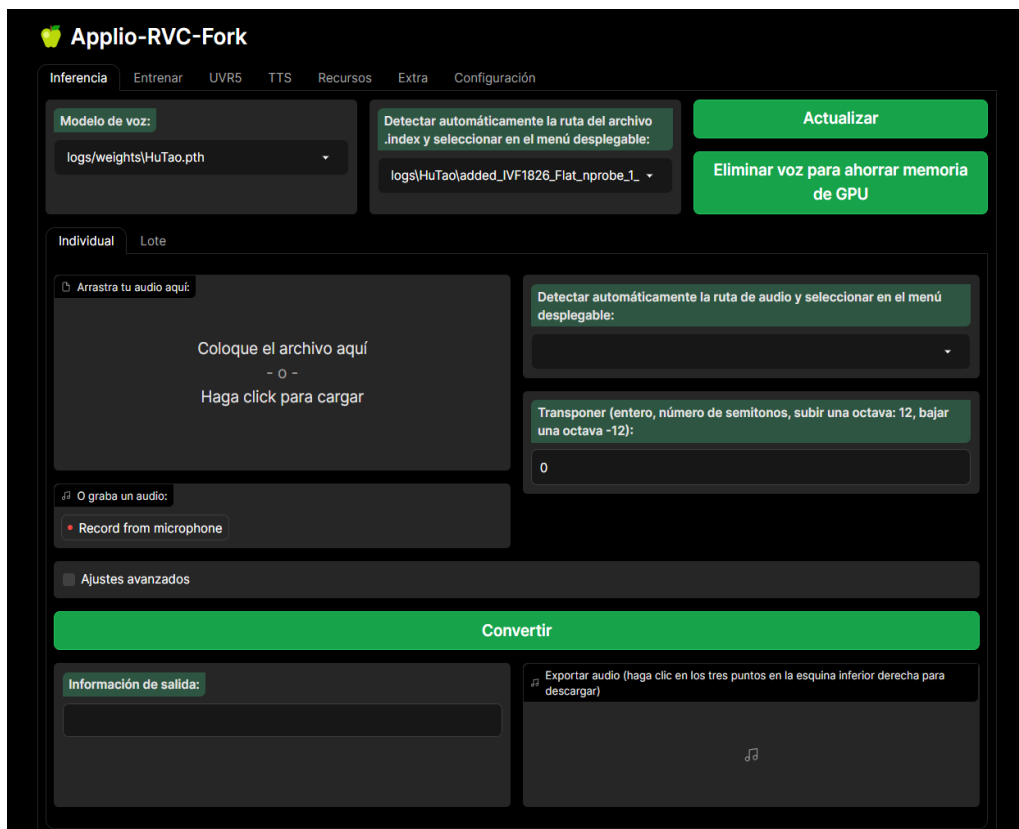 Applio-RVC-Fork
Inferencia
Entrenar
UVR5
TTS
Recursos
Extra
Configuración
Modelo de voz:
logs/weights\HuTao.pth
Detectar automáticamente la ruta del archivo
.index y seleccionar en el menú desplegable:
logs\HuTao\added_IVF1826_Flat_nprobe_1_
Actualizar
Eliminar voz para ahorrar memoria
de GPU
Individual
Lote
Arrastra tu audio aquí:
Coloque el archivo aquí
- o -
Haga click para cargar
Detectar automáticamente la ruta de audio y seleccionar en el menú
desplegable:
Transponer (entero, número de semitonos, subir una octava: 12, bajar
una octava -12):
0
O graba un audio:
Record from microphone
Ajustes avanzados
Convertir
Información de salida:
Exportar audio (haga clic en los tres puntos en la esquina inferior derecha para
descargar)